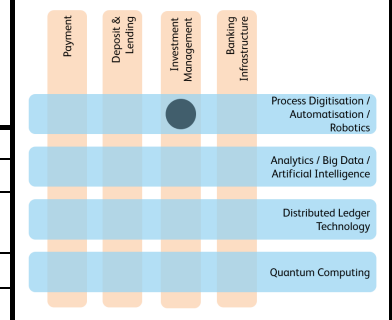 Payment
Deposit &
Lending
Investment
Management
Banking
Infrastructure
Process Digitisation /
Automatisation /
Robotics
Analytics / Big Data /
Artificial Intelligence
Distributed Ledger
Technology
Quantum Computing